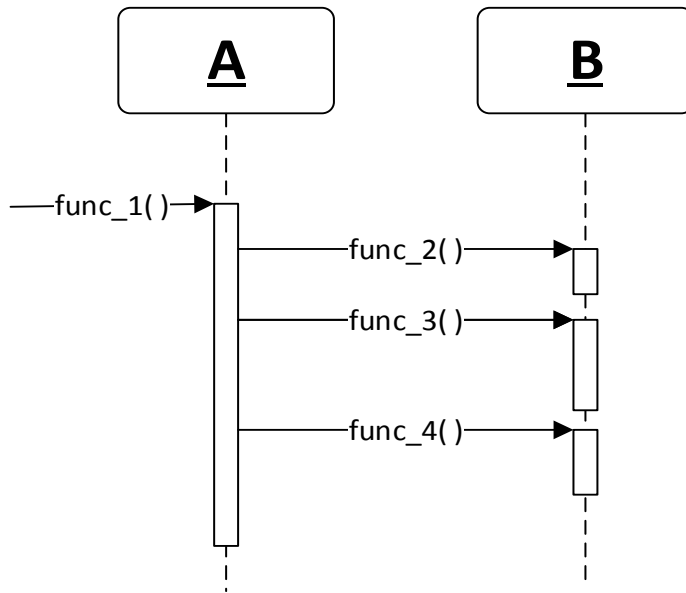 A
B
func_1( )
func_2( )
func_3( )
func_4( )